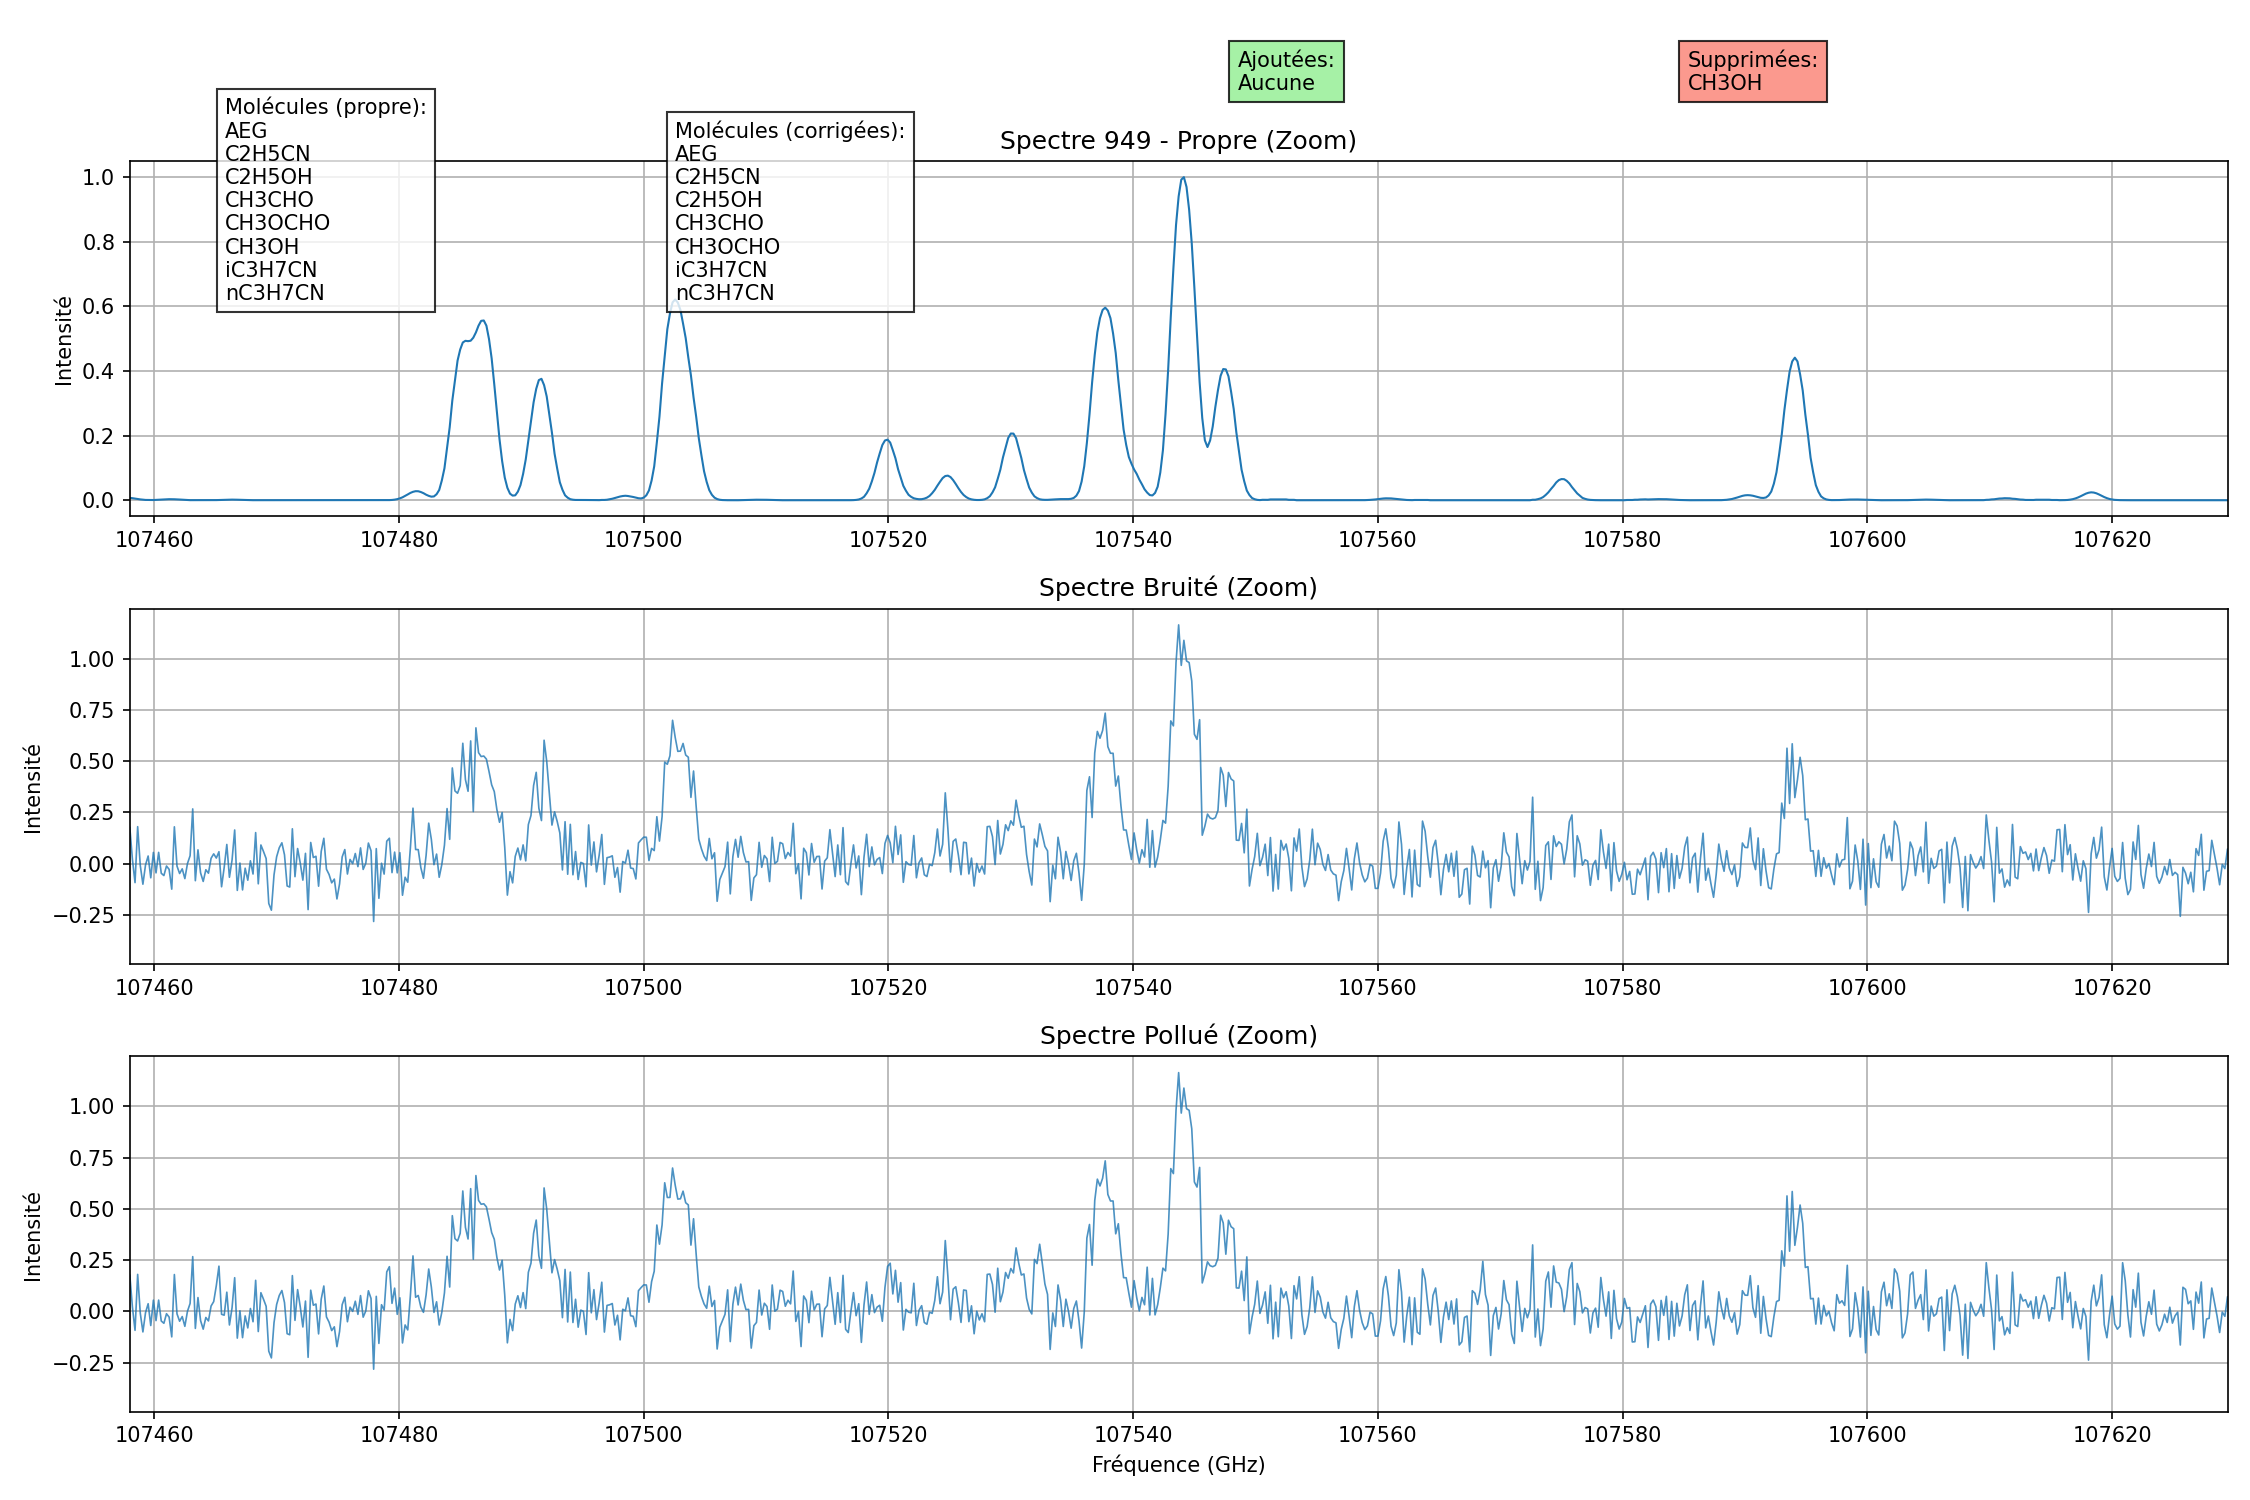 Ajoutées:
Aucune
Supprimées:
CH3OH
Molécules (propre):
AEG
C2H5CN
C2H5OH
CH3CHO
CH3OCHO
CH3OH
iC3H7CN
nC3H7CN
Molécules (corrigées):
AEG
C2H5CN
C2H5OH
CH3CHO
CH3OCHO
iC3H7CN
nC3H7CN
Spectre 949 - Propre (Zoom)
Intensité
1.0
0.8
0.6
0.4
0.2
0.0
107460 107480 107500 107520 107540 107560 107580 107600 107620
Spectre Bruité (Zoom)
Intensité
1.00
0.75
0.50
0.25
0.00
−0.25
107460 107480 107500 107520 107540 107560 107580 107600 107620
Spectre Pollué (Zoom)
Intensité
1.00
0.75
0.50
0.25
0.00
−0.25
107460 107480 107500 107520 107540 107560 107580 107600 107620
Fréquence (GHz)